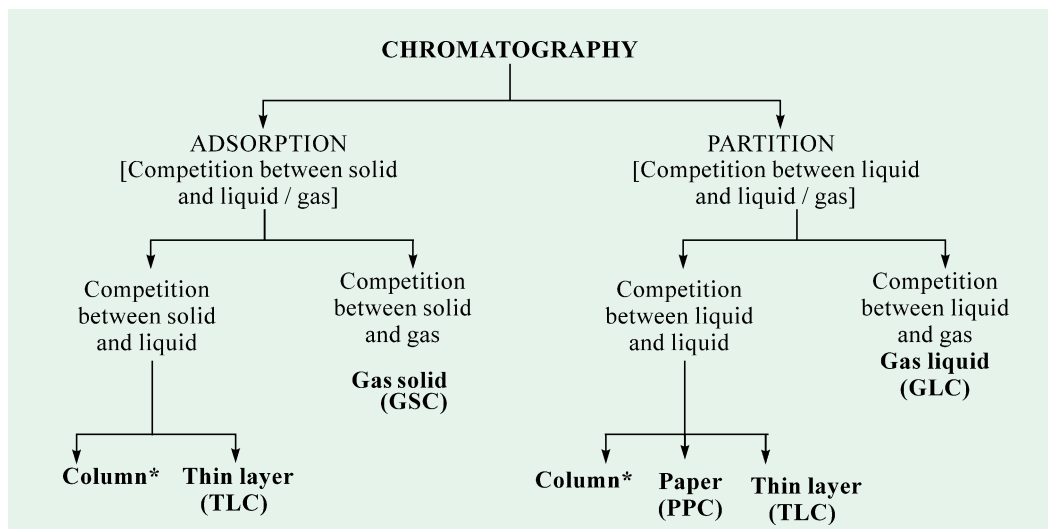 CHROMATOGRAPHY
ADSORPTION
[Competition between solid
and liquid / gas]
PARTITION
[Competition between liquid
and liquid / gas]
Competition
between solid
and liquid
Competition
between solid
and gas
Gas solid
(GSC)
Competition
between liquid
and liquid
Competition
between liquid
and gas
Gas liquid
(GLC)
Column*
Thin layer
(TLC)
Column*
Paper
(PPC)
Thin layer
(TLC)